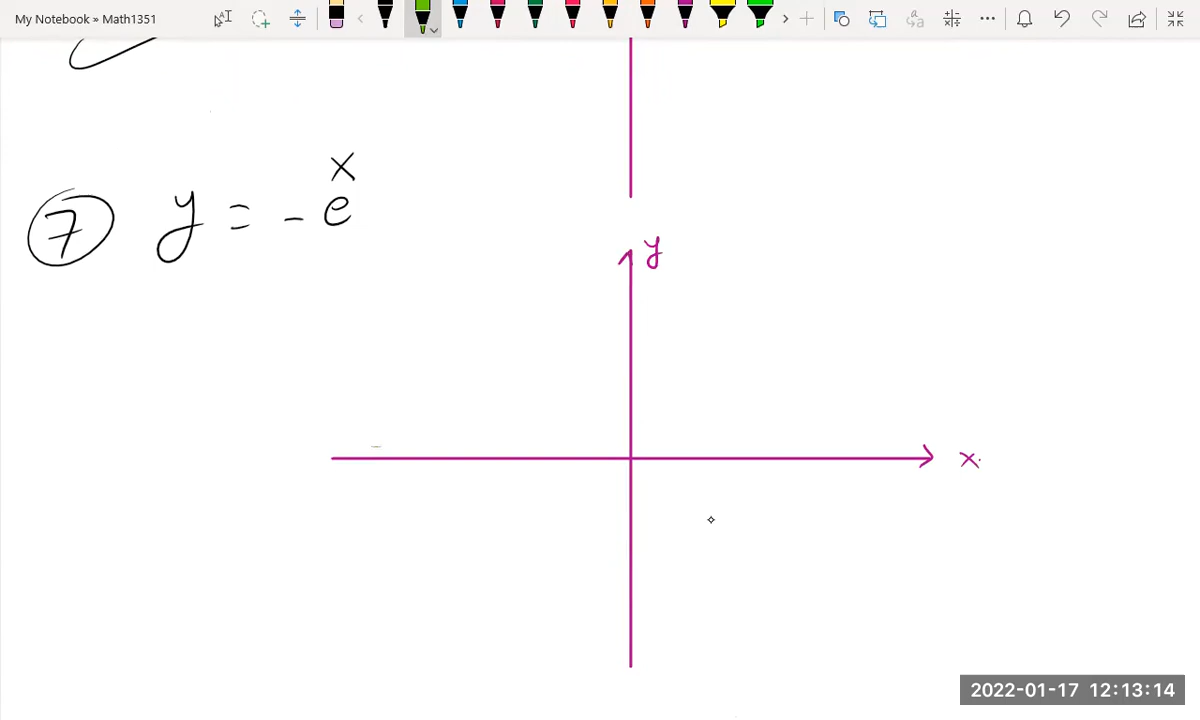 My Notebook » Math1351
⑦ y = - e^x
y
x
2022-01-17 12:13:14